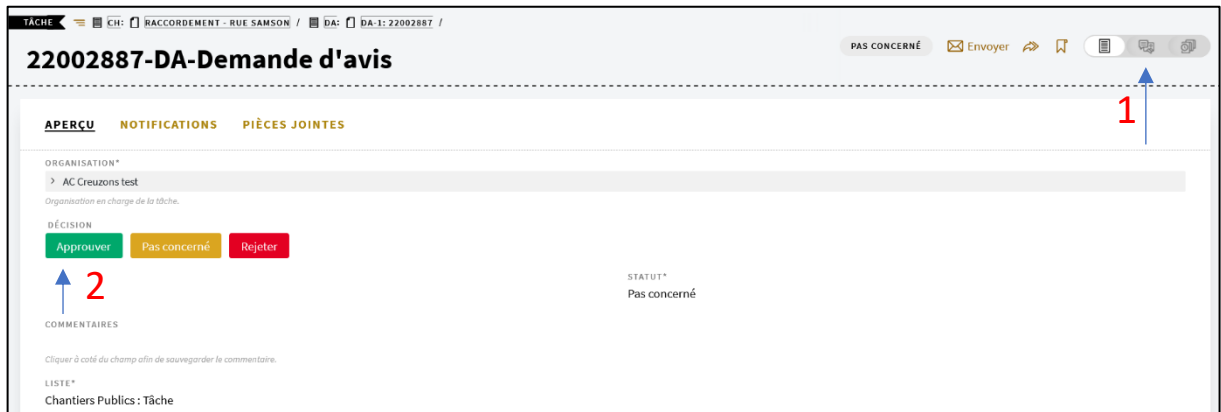 TÂCHE CH: RACCORDEMENT - RUE SAMSON / DA: DA-1: 22002887 /
22002887-DA-Demande d'avis
PAS CONCERNÉ Envoyer
1
APERÇU NOTIFICATIONS PIÈCES JOINTES
ORGANISATION*
> AC Creuzons test
Organisation en charge de la tâche.
DÉCISION
Approuver Pas concerné Rejeter
2
STATUT*
Pas concerné
COMMENTAIRES
Cliquer à coté du champ afin de sauvegarder le commentaire.
LISTE*
Chantiers Publics : Tâche